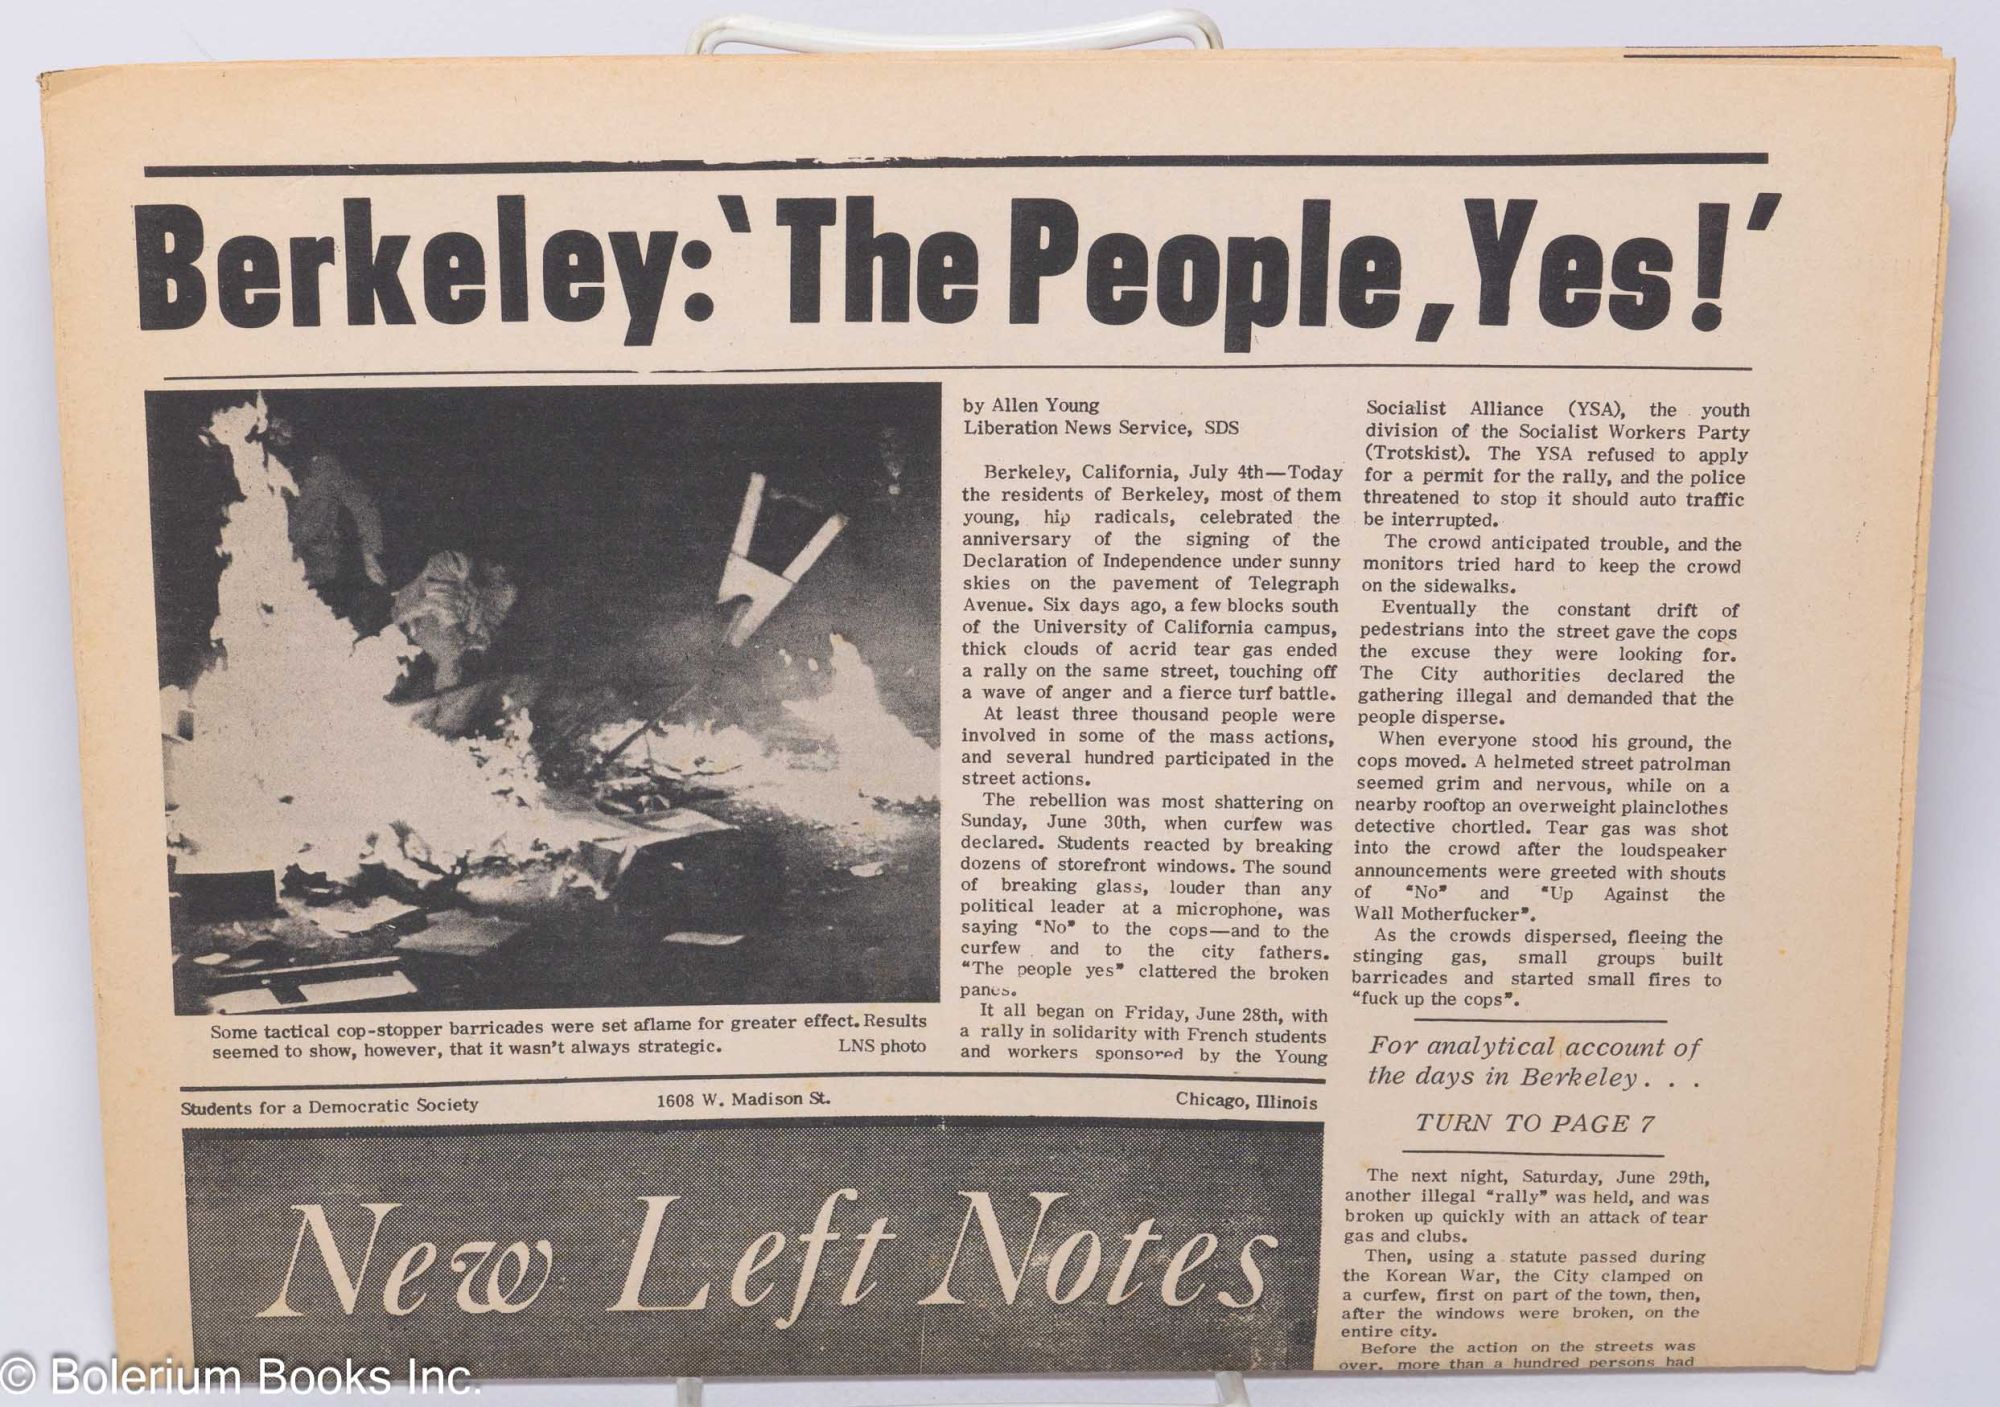 Berkeley: 'The People, Yes!'
by Allen Young
Liberation News Service, SDS
Berkeley, California, July 4th—Today
the residents of Berkeley, most of them
young, hip radicals, celebrated the
anniversary of the signing of the
Declaration of Independence under sunny
skies on the pavement of Telegraph
Avenue. Six days ago, a few blocks south
of the University of California campus,
thick clouds of acrid tear gas ended
a rally on the same street, touching off
a wave of anger and a fierce turf battle.
At least three thousand people were
involved in some of the mass actions,
and several hundred participated in the
street actions.
The rebellion was most shattering on
Sunday, June 30th, when curfew was
declared. Students reacted by breaking
dozens of storefront windows. The sound
of breaking glass, louder than any
political leader at a microphone, was
saying "No" to the cops—and to the
curfew and to the city fathers.
"The people yes" clattered the broken
panes.
It all began on Friday, June 28th, with
a rally in solidarity with French students
and workers sponsored by the Young
Socialist Alliance (YSA), the youth
division of the Socialist Workers Party
(Trotskist). The YSA refused to apply
for a permit for the rally, and the police
threatened to stop it should auto traffic
be interrupted.
The crowd anticipated trouble, and the
monitors tried hard to keep the crowd
on the sidewalks.
Eventually the constant drift of
pedestrians into the street gave the cops
the excuse they were looking for.
The City authorities declared the
gathering illegal and demanded that the
people disperse.
When everyone stood his ground, the
cops moved. A helmeted street patrolman
seemed grim and nervous, while on a
nearby rooftop an overweight plainclothes
detective chortled. Tear gas was shot
into the crowd after the loudspeaker
announcements were greeted with shouts
of "No" and "Up Against the
Wall Motherfucker".
As the crowds dispersed, fleeing the
stinging gas, small groups built
barricades and started small fires to
"fuck up the cops".
For analytical account of
the days in Berkeley. . .
TURN TO PAGE 7
The next night, Saturday, June 29th,
another illegal "rally" was held, and was
broken up quickly with an attack of tear
gas and clubs.
Then, using a statute passed during
the Korean War, the City clamped on
a curfew, first on part of the town, then,
after the windows were broken, on the
entire city.
Before the action on the streets was
over, more than a hundred persons had
Some tactical cop-stopper barricades were set aflame for greater effect. Results
seemed to show, however, that it wasn't always strategic. LNS photo
Students for a Democratic Society 1608 W. Madison St. Chicago, Illinois
New Left Notes
© Bolerium Books Inc.